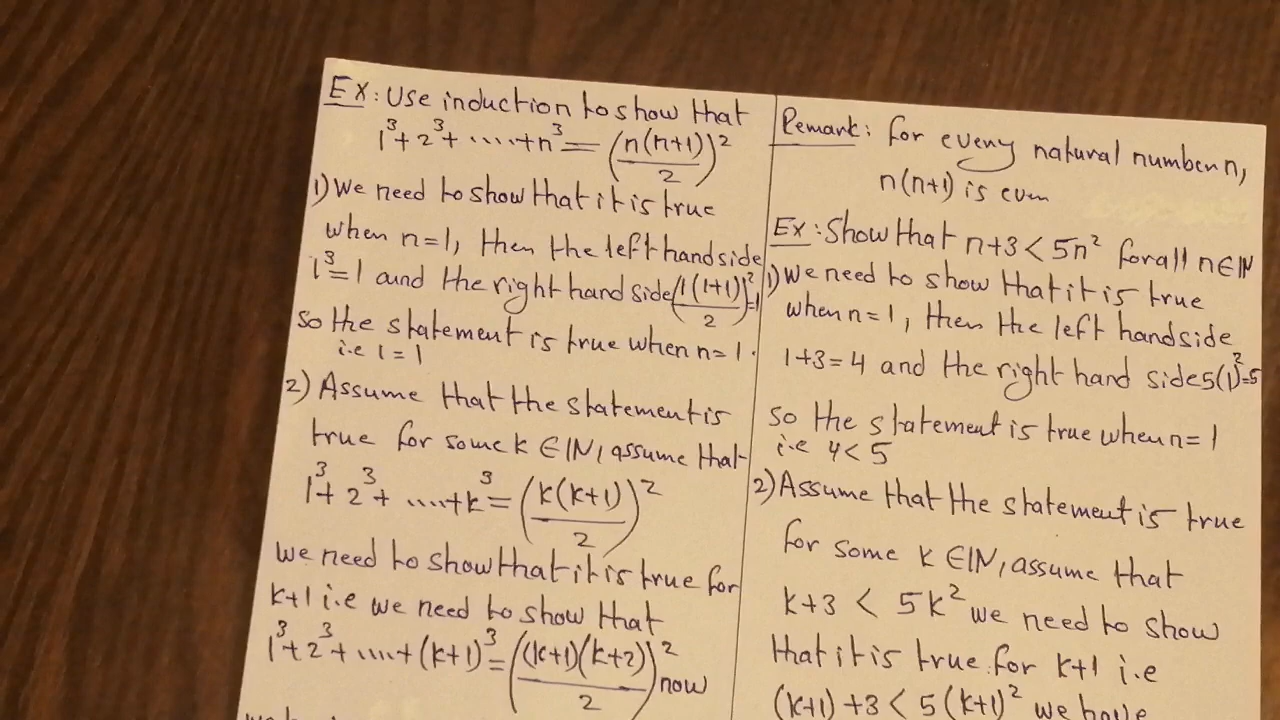 Ex: Use induction to show that
1³+2³+.....+n³=(n(n+1)/2)²
1) We need to show that it is true
when n=1, then the left hand side
1³=1 aund the right hand side (1(1+1)/2)²=1
so the statement is true when n=1.
i.e 1=1
2) Assume that the statement is
true for some k ∈ IN, assume that
1³+2³+.....+k³=(k(k+1)/2)²
we need to show that it is true for
k+1 i.e we need to show that
1³+2³+.....+(k+1)³=((k+1)(k+2)/2)² now
Remark: for every natural number n,
n(n+1) is even
Ex: Show that n+3<5n² for all n∈IN
1) We need to show that it is true
when n=1, then the left hand side
1+3=4 and the right hand side 5(1)²=5
so the statement is true when n=1
i.e 4<5
2) Assume that the statement is true
for some k ∈ IN, assume that
k+3 < 5k² we need to show
that it is true for k+1 i.e
(k+1)+3<5(k+1)² we have